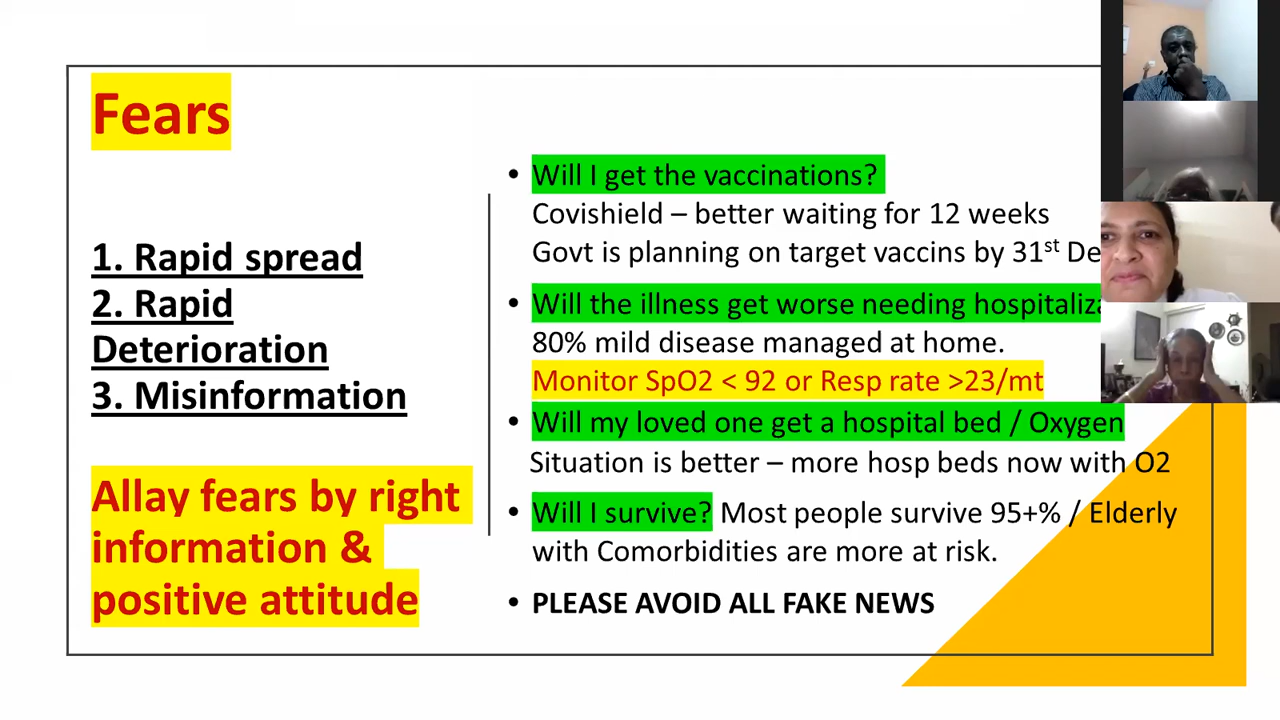 Fears
1. Rapid spread
2. Rapid
Deterioration
3. Misinformation
Allay fears by right
information &
positive attitude
• Will I get the vaccinations?
Covishield – better waiting for 12 weeks
Govt is planning on target vaccins by 31st
• Will the illness get worse needing
80% mild disease managed at home.
Monitor SpO2 < 92 or Resp rate >23/mt
• Will my loved one get a hospital bed / Oxygen
Situation is better – more hosp beds now with O2
• Will I survive? Most people survive 95+% / Elderly
with Comorbidities are more at risk.
• PLEASE AVOID ALL FAKE NEWS